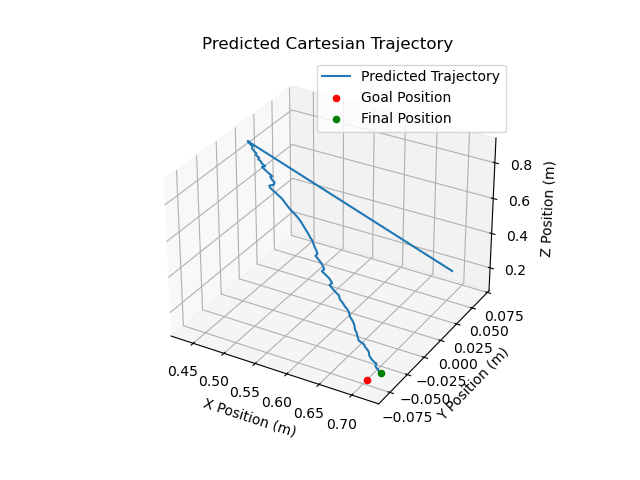 Predicted Cartesian Trajectory
Predicted Trajectory
Goal Position
Final Position
0.8
0.6
0.4
0.2
Z Position (m)
0.075
0.050
0.025
0.000
−0.025
−0.050
−0.075
Y Position (m)
0.45
0.50
0.55
0.60
0.65
0.70
X Position (m)